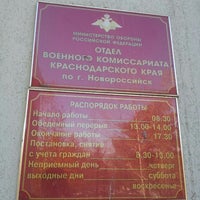 МИНИСТЕРСТВО ОБОРОНЫ
РОССИЙСКОЙ ФЕДЕРАЦИИ
ОТДЕЛ
ВОЕННОГО КОМИССАРИАТА
КРАСНОДАРСКОГО КРАЯ
по г. Новороссийск
РАСПОРЯДОК РАБОТЫ
Начало работы 08.30
Обеденный перерыв 13.00-14.00
Окончание работы 17.30
Постановка, снятие
с учета граждан 8.30-13.00
Неприемный день четверг
выходные дни суббота
воскресенье